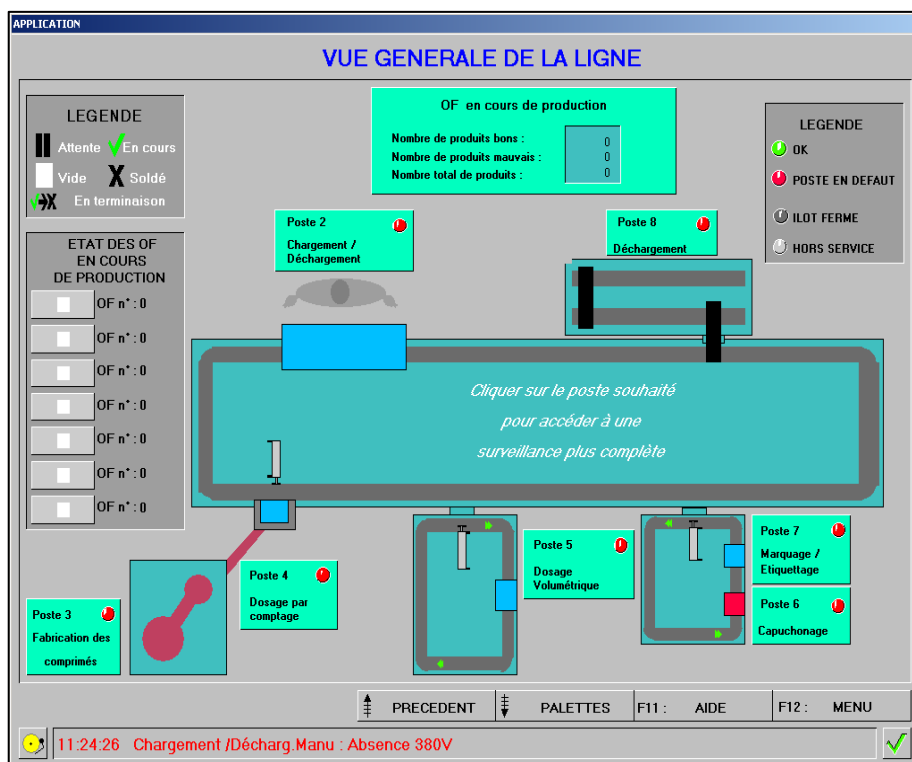 APPLICATION
VUE GENERALE DE LA LIGNE
LEGENDE
Attente En cours
Vide Soldé
En terminaison
OF en cours de production
Nombre de produits bons : 0
Nombre de produits mauvais : 0
Nombre total de produits : 0
LEGENDE
OK
POSTE EN DEFAUT
ILOT FERME
HORS SERVICE
Poste 2
Chargement /
Déchargement
Poste 8
Déchargement
ETAT DES OF
EN COURS
DE PRODUCTION
OF n° : 0
OF n° : 0
OF n° : 0
OF n° : 0
OF n° : 0
OF n° : 0
OF n° : 0
Cliquer sur le poste souhaité
pour accéder à une
surveillance plus complète
Poste 3
Fabrication des
comprimés
Poste 4
Dosage par
comptage
Poste 5
Dosage
Volumétrique
Poste 7
Marquage /
Etiquettage
Poste 6
Capuchonage
PRECEDENT
PALETTES
F11 : AIDE
F12 : MENU
11:24:26 Chargement /Décharg.Manu : Absence 380V